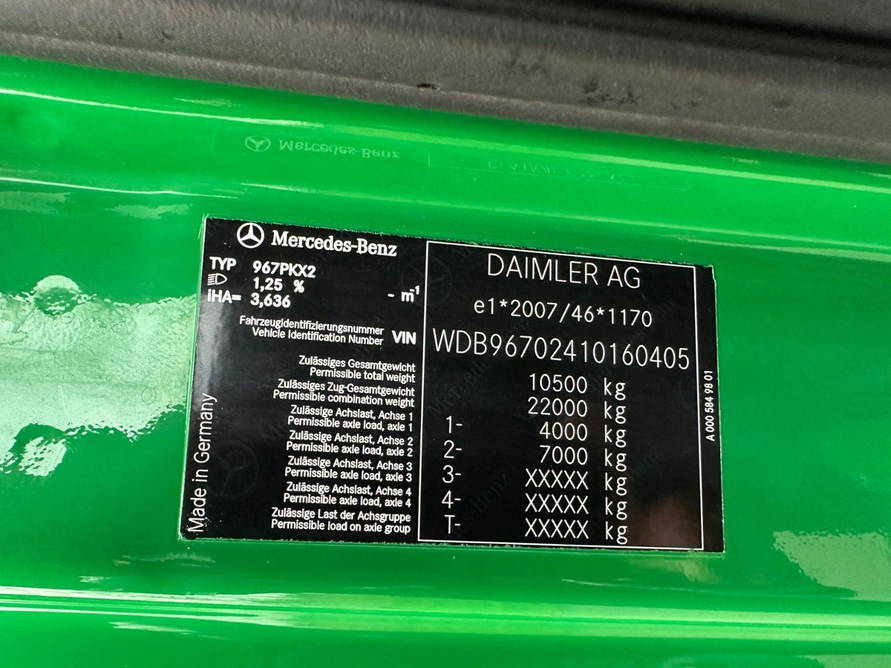 Mercedes-Benz
TYP 967PKX2
1,25 %
iHA= 3,636 - m⁻¹
Fahrzeugidentifizierungsnummer
Vehicle Identification Number VIN
Zulässiges Gesamtgewicht
Permissible total weight
Zulässiges Zug-Gesamtgewicht
Permissible combination weight
Zulässige Achslast, Achse 1
Permissible axle load, axle 1
Zulässige Achslast, Achse 2
Permissible axle load, axle 2
Zulässige Achslast, Achse 3
Permissible axle load, axle 3
Zulässige Achslast, Achse 4
Permissible axle load, axle 4
Zulässige Last der Achsgruppe
Permissible load on axle group
Made in Germany
DAIMLER AG
e1*2007/46*1170
WDB96702410160405
10500 kg
22000 kg
1- 4000 kg
2- 7000 kg
3- XXXXX kg
4- XXXXX kg
T- XXXXX kg
A 000 584 98 01